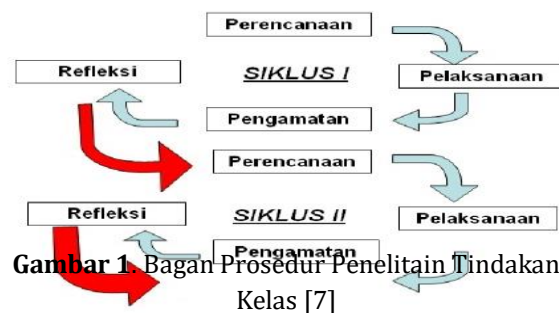 Perencanaan
Refleksi
SIKLUS I
Pelaksanaan
Pengamatan
Perencanaan
Refleksi
SIKLUS II
Pelaksanaan
Pengamatan
Gambar 1. Bagan Prosedur Penelitain Tindakan
Kelas [7]